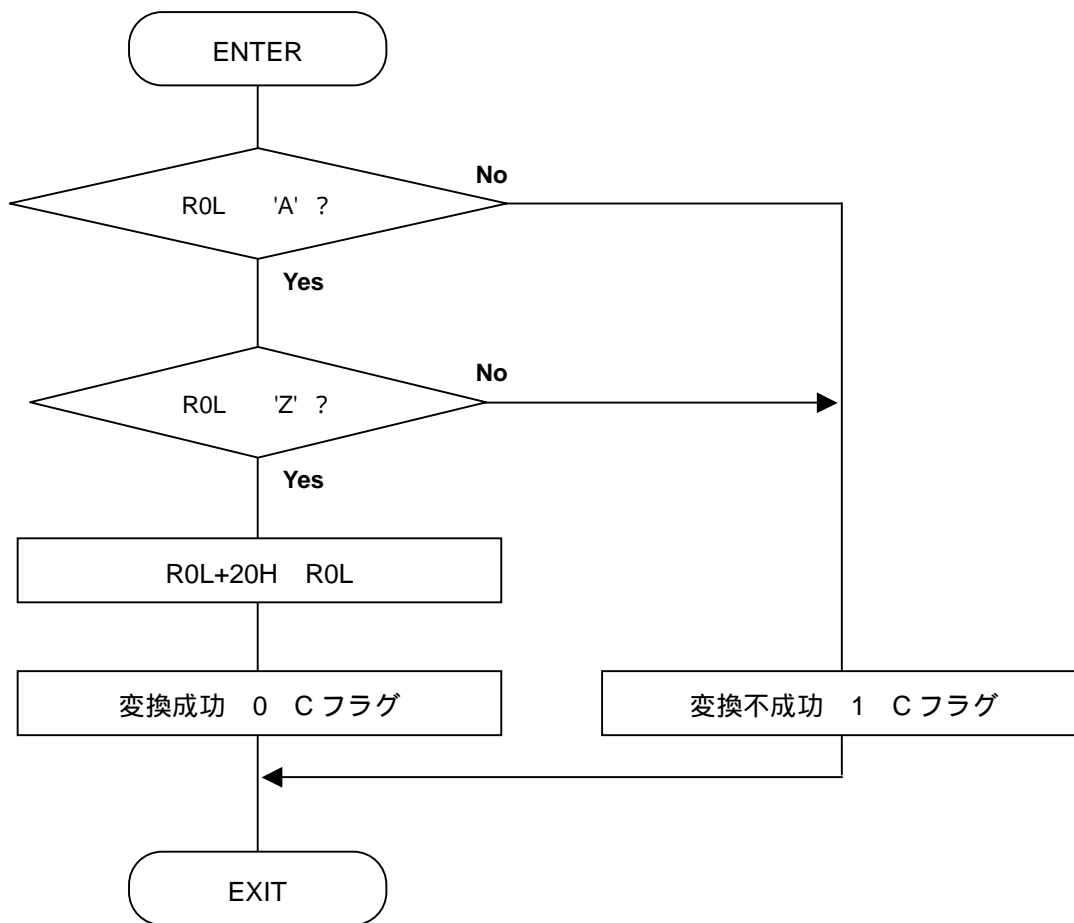 ENTER
No
R0L 'A' ?
Yes
No
R0L 'Z' ?
Yes
R0L+20H R0L
変換成功 0 C フラグ
変換不成功 1 C フラグ
EXIT